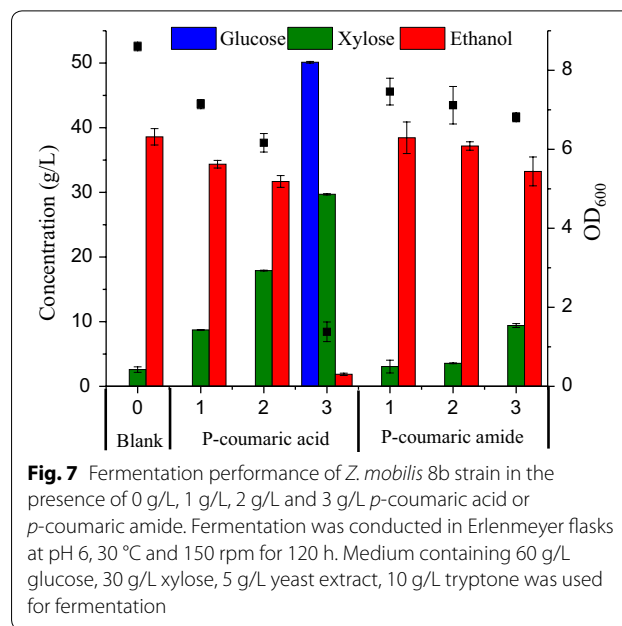 Glucose Xylose Ethanol
50
40
30
20
10
0
Concentration (g/L)
8
6
4
2
0
OD600
0 1 2 3 1 2 3
Blank P-coumaric acid P-coumaric amide
Fig. 7 Fermentation performance of Z. mobilis 8b strain in the
presence of 0 g/L, 1 g/L, 2 g/L and 3 g/L p-coumaric acid or
p-coumaric amide. Fermentation was conducted in Erlenmeyer flasks
at pH 6, 30 °C and 150 rpm for 120 h. Medium containing 60 g/L
glucose, 30 g/L xylose, 5 g/L yeast extract, 10 g/L tryptone was used
for fermentation